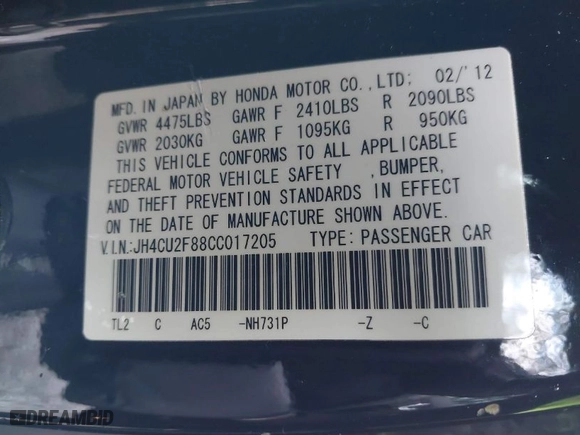 MFD. IN JAPAN BY HONDA MOTOR CO.,LTD; 02/'12
GVWR 4475LBS GAWR F 2410LBS R 2090LBS
GVWR 2030KG GAWR F 1095KG R 950KG
THIS VEHICLE CONFORMS TO ALL APPLICABLE
FEDERAL MOTOR VEHICLE SAFETY ,BUMPER,
AND THEFT PREVENTION STANDARDS IN EFFECT
ON THE DATE OF MANUFACTURE SHOWN ABOVE.
V.I.N.:JH4CU2F88CC017205 TYPE: PASSENGER CAR
TL2 C AC5 -NH731P -Z -C
DREAMBID